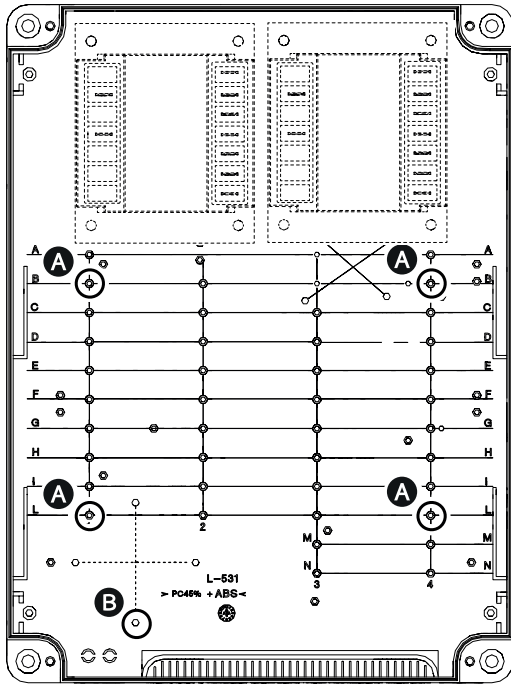 A A
A A
B B
C C
D D
E E
F F
G G
H H
I I
A A
L L
2
M M
N N
3 4
L-531
> PC45% + ABS <
B